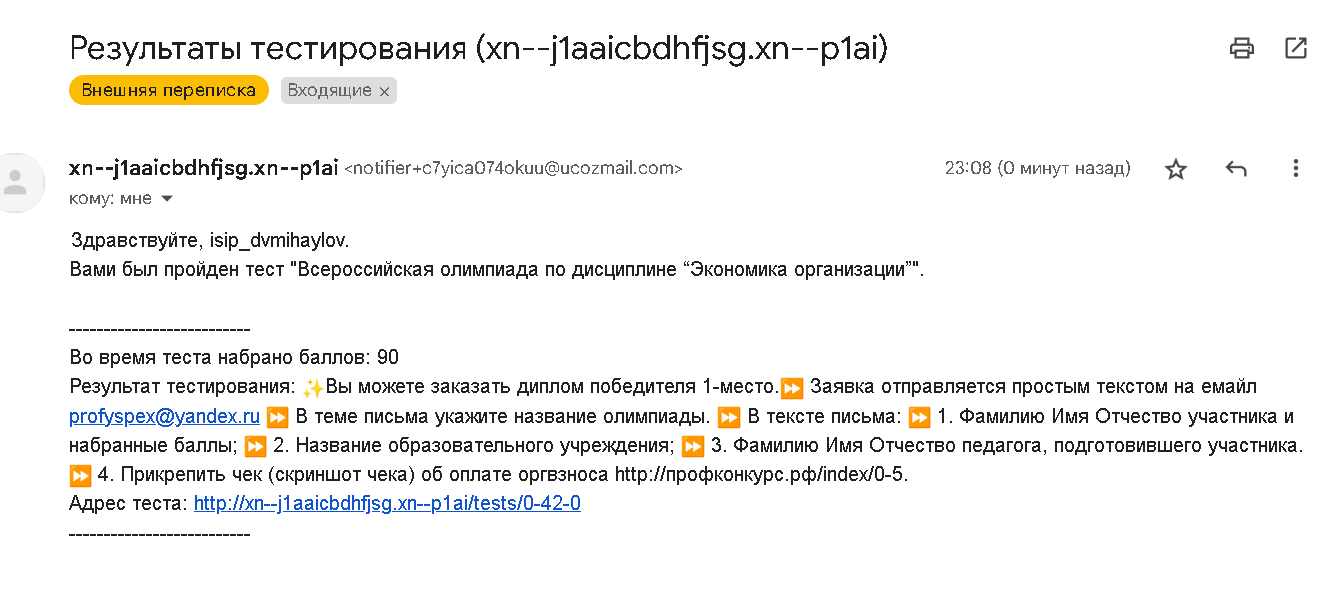 Результаты тестирования (xn--j1aaicbdhfjsg.xn--p1ai)
Внешняя переписка Входящие ×
xn--j1aaicbdhfjsg.xn--p1ai <notifier+c7yica074okuu@ucozmail.com> 23:08 (0 минут назад)
кому: мне
Здравствуйте, isip_dvmihaylov.
Вами был пройден тест "Всероссийская олимпиада по дисциплине “Экономика организации”".
--------------------------
Во время теста набрано баллов: 90
Результат тестирования: ✨Вы можете заказать диплом победителя 1-место.⏩ Заявка отправляется простым текстом на емайл
profyspex@yandex.ru ⏩ В теме письма укажите название олимпиады. ⏩ В тексте письма: ⏩ 1. Фамилию Имя Отчество участника и
набранные баллы; ⏩ 2. Название образовательного учреждения; ⏩ 3. Фамилию Имя Отчество педагога, подготовившего участника.
⏩ 4. Прикрепить чек (скриншот чека) об оплате оргвзноса http://профконкурс.рф/index/0-5.
Адрес теста: http://xn--j1aaicbdhfjsg.xn--p1ai/tests/0-42-0
--------------------------